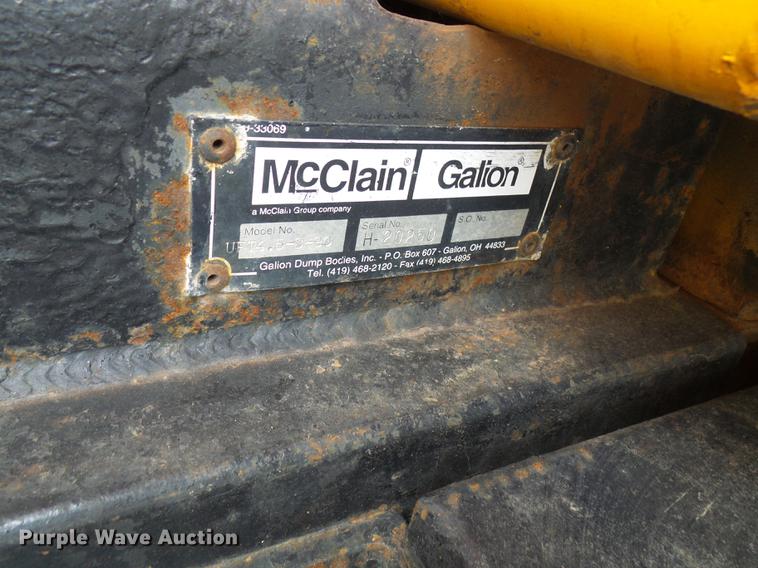 -33069
McClain® Galion®
a McClain Group company
Model No. Serial No. S.O. No.
Galion Dump Bodies, Inc. - P.O. Box 607 - Galion, OH 44833
Tel. (419) 468-2120 - Fax (419) 468-4895
Purple Wave Auction